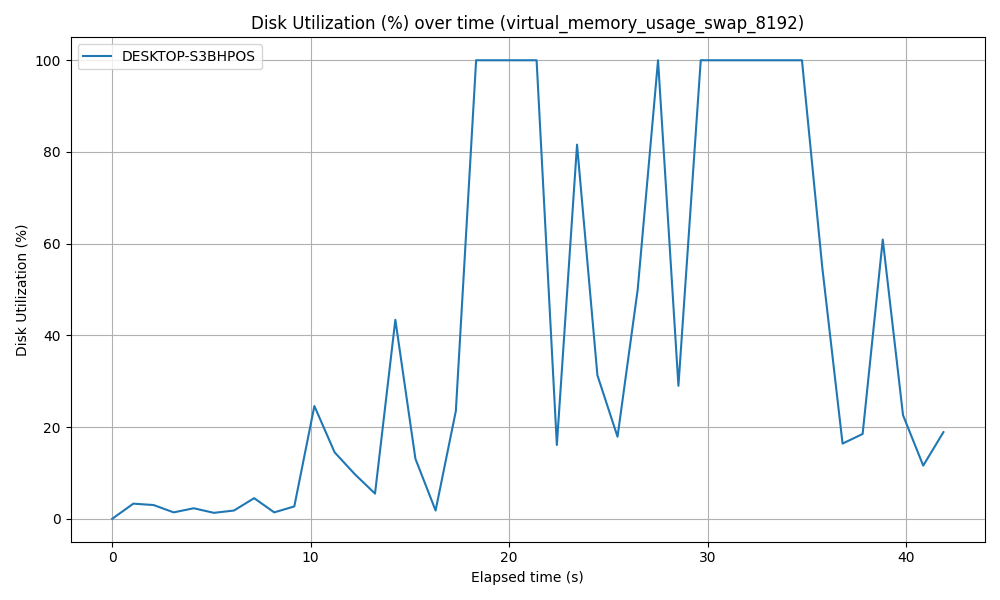 Disk Utilization (%) over time (virtual_memory_usage_swap_8192)
DESKTOP-S3BHPOS
100
80
60
40
20
0
Disk Utilization (%)
0 10 20 30 40
Elapsed time (s)